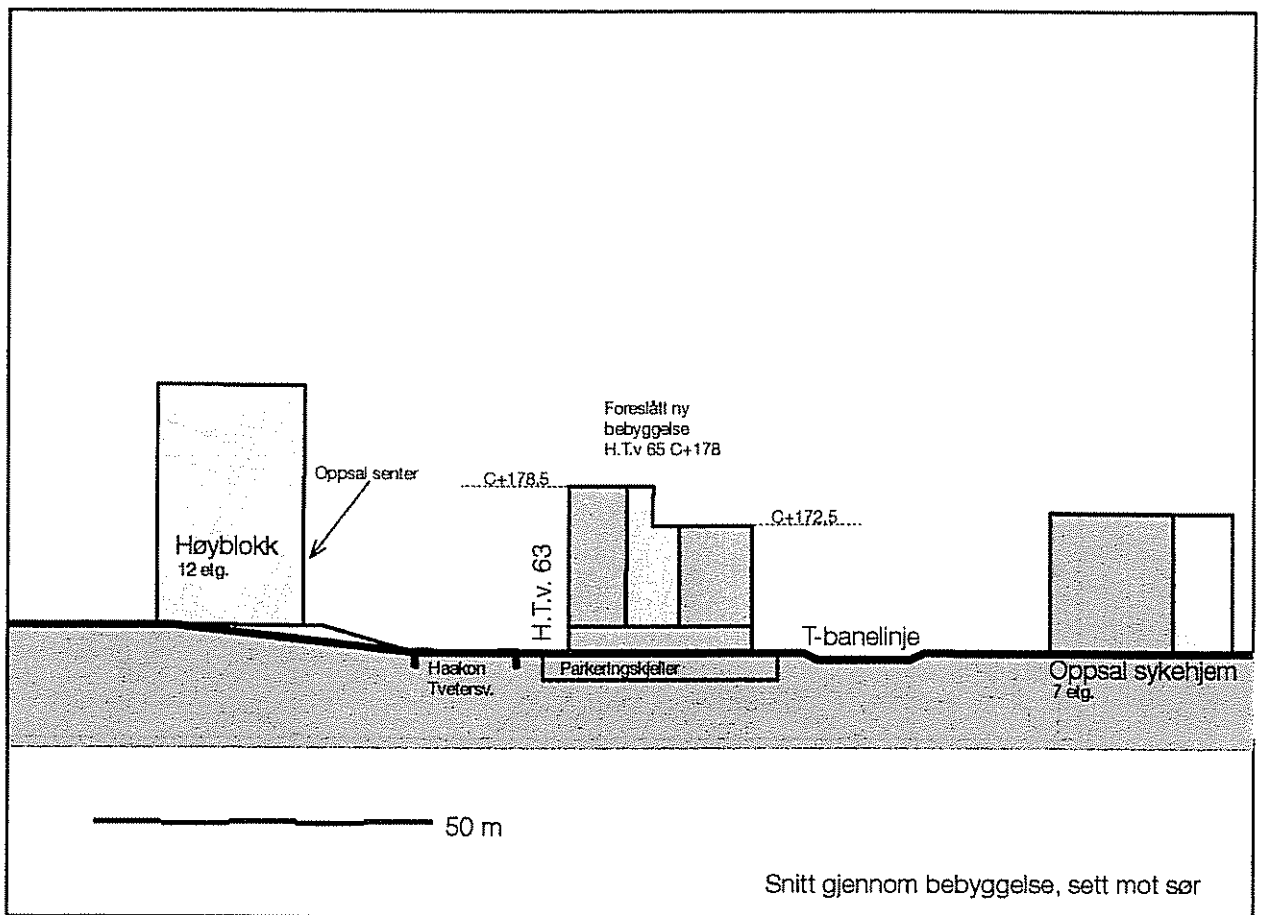 Foreslått ny
bebyggelse
H.T.v 65 C+178
Oppsal senter
C+178,5
C+172,5
Høyblokk
12 etg.
H.T.v. 63
T-banelinje
Haakon
Tvetersv.
Parkeringskjeller
Oppsal sykehjem
7 etg.
50 m
Snitt gjennom bebyggelse, sett mot sør